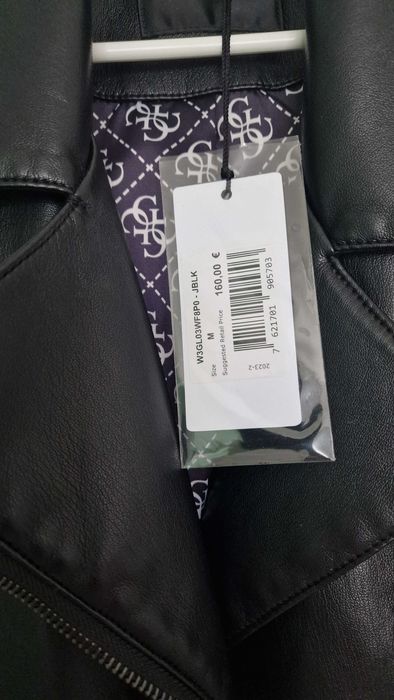 W3GL03WF8P0 - JBLK
Size M
Suggested Retail Price 160,00 €
7 621701 905703
2023-2